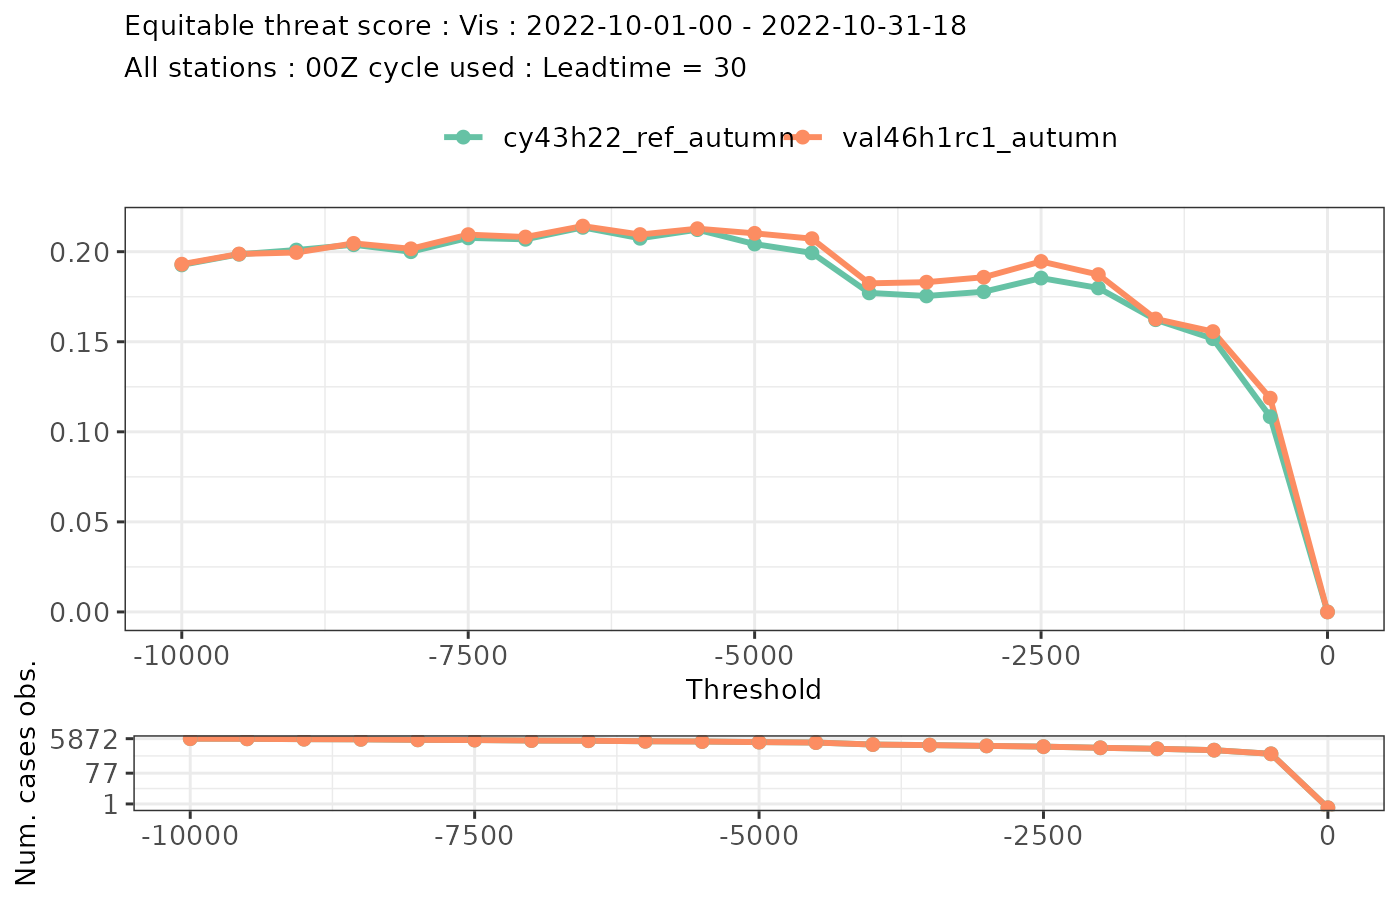 Equitable threat score : Vis : 2022-10-01-00 - 2022-10-31-18
All stations : 00Z cycle used : Leadtime = 30
cy43h22_ref_autumn val46h1rc1_autumn
0.20
0.15
0.10
0.05
0.00
-10000 -7500 -5000 -2500 0
Threshold
Num. cases obs.
5872
77
1
-10000 -7500 -5000 -2500 0